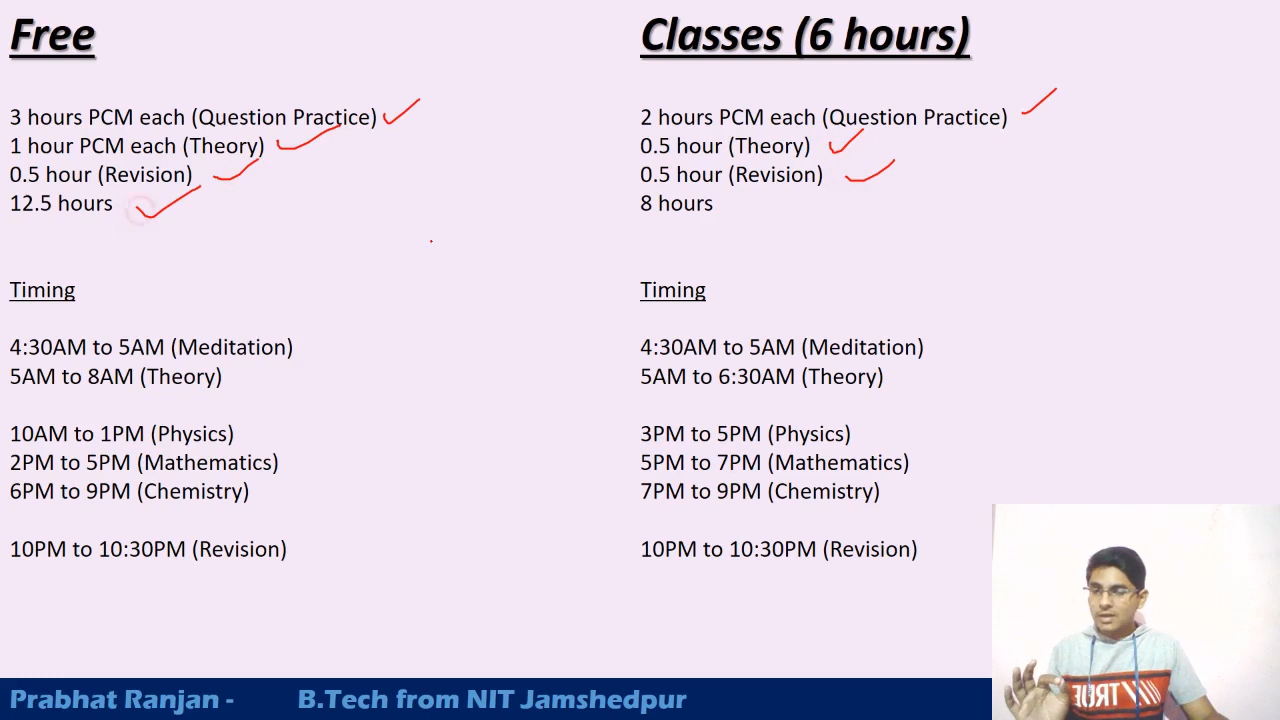 Free
3 hours PCM each (Question Practice)
1 hour PCM each (Theory)
0.5 hour (Revision)
12.5 hours
Timing
4:30AM to 5AM (Meditation)
5AM to 8AM (Theory)
10AM to 1PM (Physics)
2PM to 5PM (Mathematics)
6PM to 9PM (Chemistry)
10PM to 10:30PM (Revision)
Classes (6 hours)
2 hours PCM each (Question Practice)
0.5 hour (Theory)
0.5 hour (Revision)
8 hours
Timing
4:30AM to 5AM (Meditation)
5AM to 6:30AM (Theory)
3PM to 5PM (Physics)
5PM to 7PM (Mathematics)
7PM to 9PM (Chemistry)
10PM to 10:30PM (Revision)
Prabhat Ranjan - B.Tech from NIT Jamshedpur
TRUE